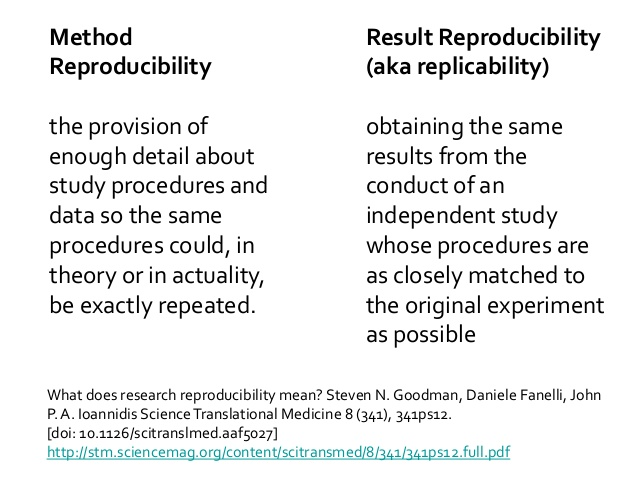 Method
Reproducibility
the provision of
enough detail about
study procedures and
data so the same
procedures could, in
theory or in actuality,
be exactly repeated.
Result Reproducibility
(aka replicability)
obtaining the same
results from the
conduct of an
independent study
whose procedures are
as closely matched to
the original experiment
as possible
What does research reproducibility mean? Steven N. Goodman, Daniele Fanelli, John
P. A. Ioannidis Science Translational Medicine 8 (341), 341ps12.
[doi: 10.1126/scitranslmed.aaf5027]
http://stm.sciencemag.org/content/scitransmed/8/341/341ps12.full.pdf